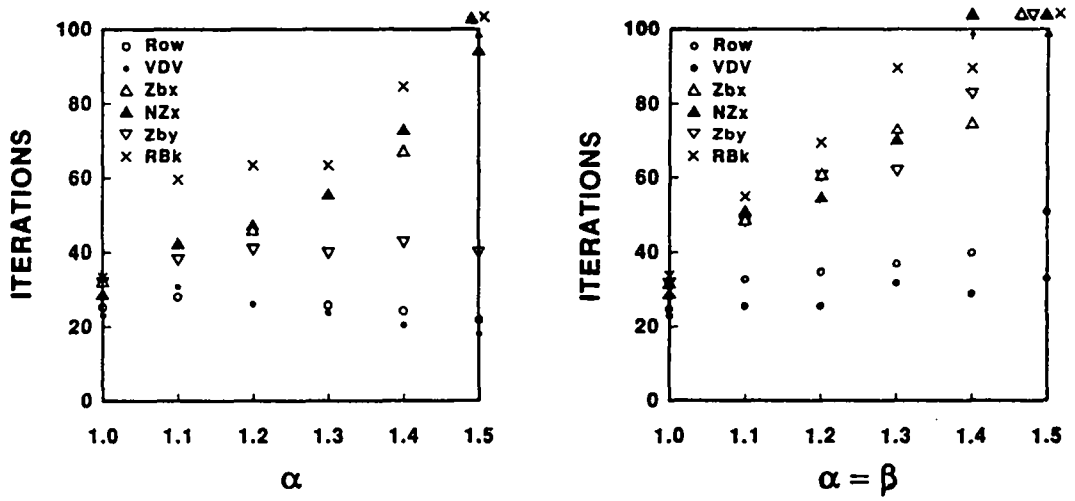 100
80
60
40
20
0
ITERATIONS
Row
VDV
Zbx
NZx
Zby
RBk
1.0 1.1 1.2 1.3 1.4 1.5
α
100
80
60
40
20
0
ITERATIONS
Row
VDV
Zbx
NZx
Zby
RBk
1.0 1.1 1.2 1.3 1.4 1.5
α = β